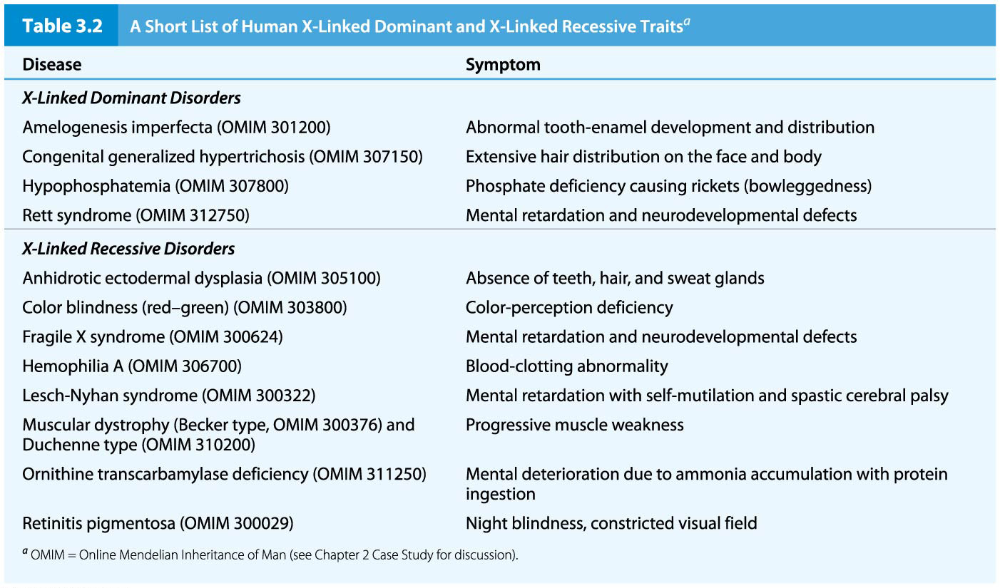 Table 3.2 A Short List of Human X-Linked Dominant and X-Linked Recessive Traitsa
Disease Symptom
X-Linked Dominant Disorders
Amelogenesis imperfecta (OMIM 301200) Abnormal tooth-enamel development and distribution
Congenital generalized hypertrichosis (OMIM 307150) Extensive hair distribution on the face and body
Hypophosphatemia (OMIM 307800) Phosphate deficiency causing rickets (bowleggedness)
Rett syndrome (OMIM 312750) Mental retardation and neurodevelopmental defects
X-Linked Recessive Disorders
Anhidrotic ectodermal dysplasia (OMIM 305100) Absence of teeth, hair, and sweat glands
Color blindness (red–green) (OMIM 303800) Color-perception deficiency
Fragile X syndrome (OMIM 300624) Mental retardation and neurodevelopmental defects
Hemophilia A (OMIM 306700) Blood-clotting abnormality
Lesch-Nyhan syndrome (OMIM 300322) Mental retardation with self-mutilation and spastic cerebral palsy
Muscular dystrophy (Becker type, OMIM 300376) and Progressive muscle weakness
Duchenne type (OMIM 310200)
Ornithine transcarbamylase deficiency (OMIM 311250) Mental deterioration due to ammonia accumulation with protein
ingestion
Retinitis pigmentosa (OMIM 300029) Night blindness, constricted visual field
a OMIM = Online Mendelian Inheritance of Man (see Chapter 2 Case Study for discussion).